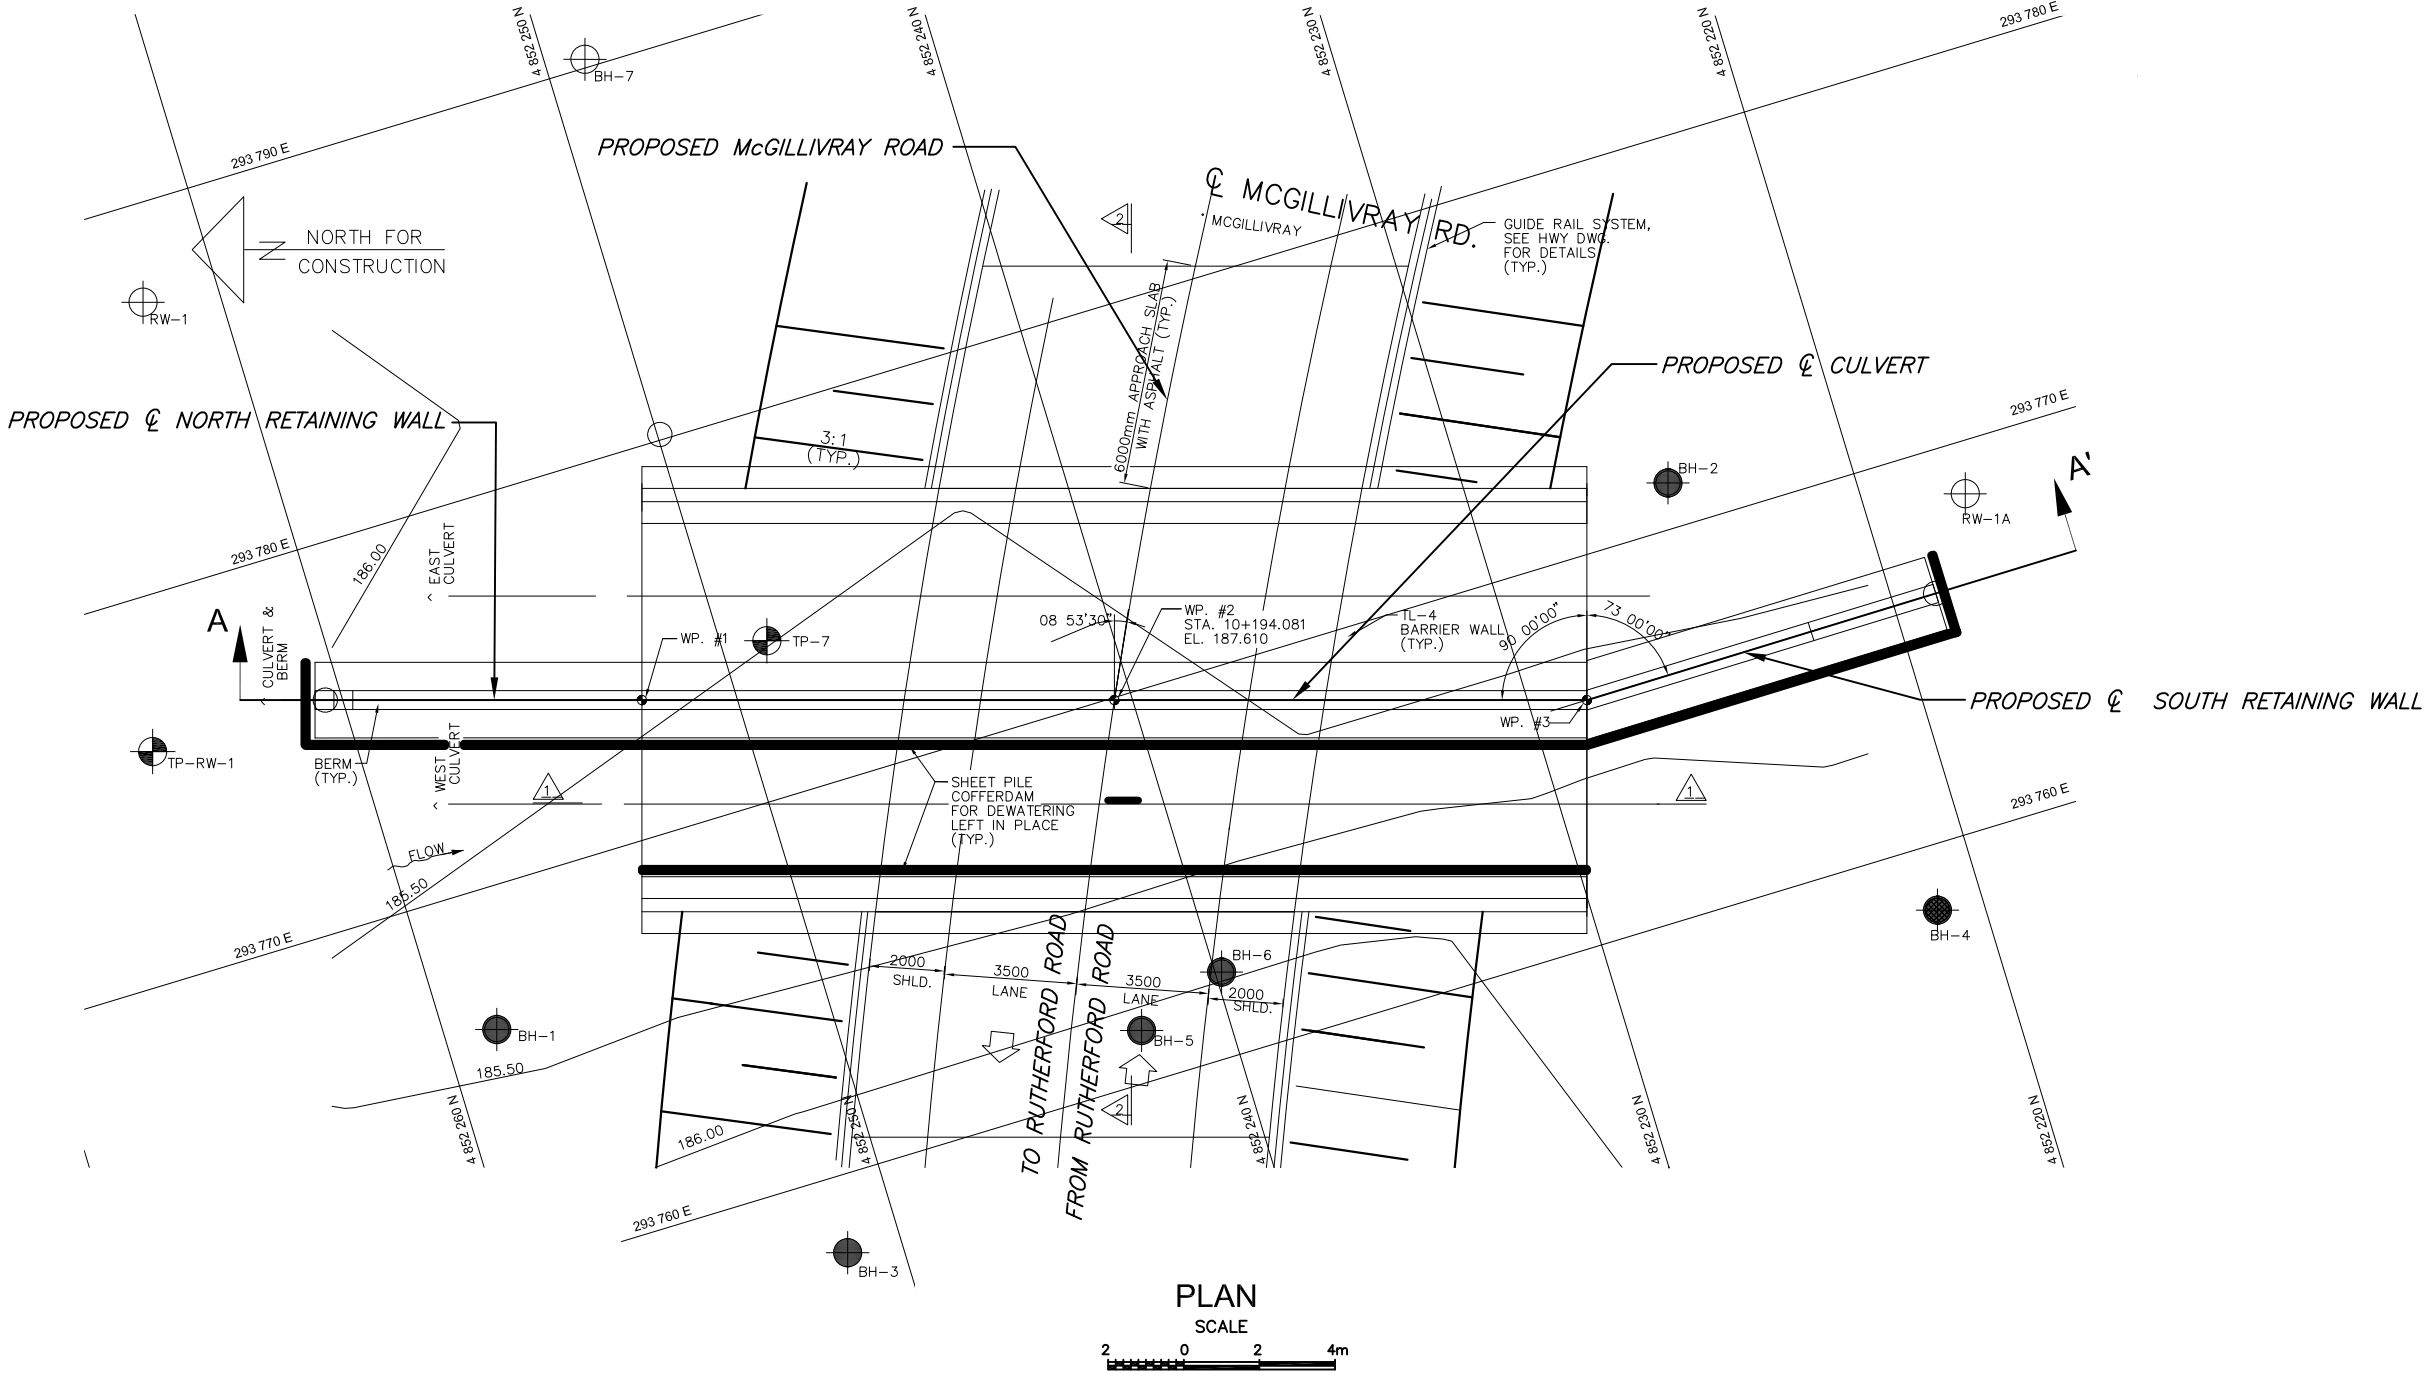 4 852 250 N
4 852 240 N
4 852 230 N
4 852 220 N
293 780 E
BH-7
293 790 E
PROPOSED McGILLIVRAY ROAD
℄ MCGILLIVRAY RD.
MCGILLIVRAY
2
GUIDE RAIL SYSTEM,
SEE HWY DWG.
FOR DETAILS
(TYP.)
N
NORTH FOR
CONSTRUCTION
RW-1
6000mm APPROACH SLAB
WITH ASPHALT (TYP.)
PROPOSED ℄ CULVERT
PROPOSED ℄ NORTH RETAINING WALL
3:1
(TYP.)
293 770 E
BH-2
RW-1A
A'
293 780 E
186.00
EAST
CULVERT
A
CULVERT &
BERM
WP. #1
TP-7
08 53'30"
WP. #2
STA. 10+194.081
EL. 187.610
TL-4
BARRIER WALL
(TYP.)
90 00'00"
73 00'00"
WP. #3
PROPOSED ℄ SOUTH RETAINING WALL
TP-RW-1
BERM
(TYP.)
WEST
CULVERT
1
SHEET PILE
COFFERDAM
FOR DEWATERING
LEFT IN PLACE
(TYP.)
1
293 760 E
FLOW
185.50
293 770 E
BH-4
2000
SHLD.
3500
LANE
3500
LANE
2000
SHLD.
BH-6
BH-1
BH-5
185.50
TO RUTHERFORD ROAD
FROM RUTHERFORD ROAD
2
186.00
4 852 260 N
4 852 250 N
4 852 240 N
4 852 230 N
4 852 220 N
293 760 E
BH-3
PLAN
SCALE
2 0 2 4m